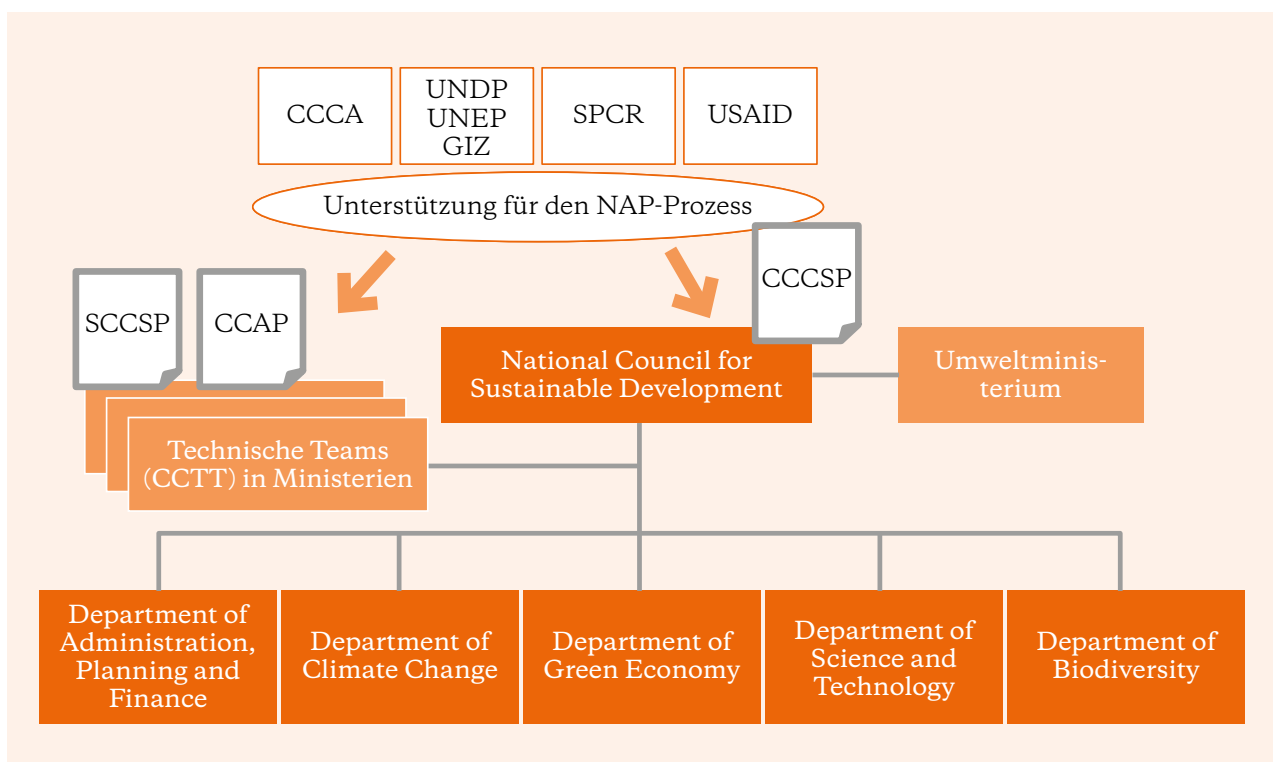 CCCA
UNDP
UNEP
GIZ
SPCR
USAID
Unterstützung für den NAP-Prozess
CCCSP
SCCSP
CCAP
National Council for
Sustainable Development
Umweltminis-
terium
Technische Teams
(CCTT) in Ministerien
Department of
Administration,
Planning and
Finance
Department of
Climate Change
Department of
Green Economy
Department of
Science and
Technology
Department of
Biodiversity